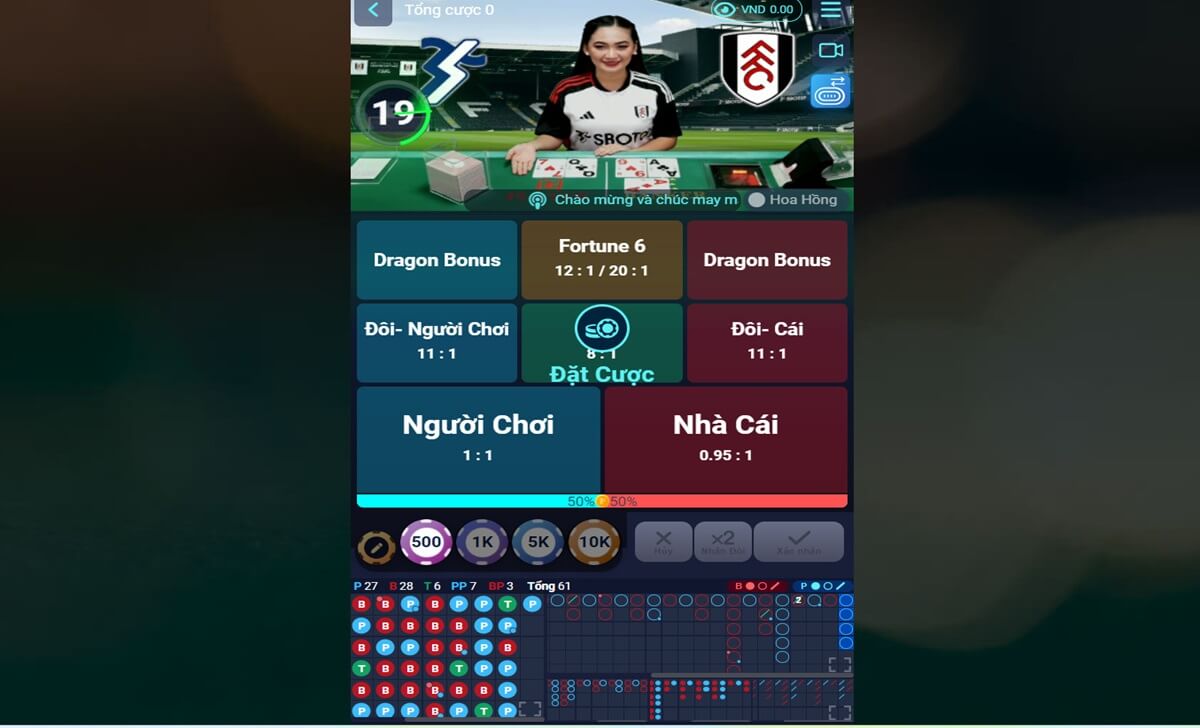 Tổng cược 0
VND 0.00
19
SBOTO
Chào mừng và chúc may m
Hoa Hồng
Dragon Bonus
Fortune 6
12 : 1 / 20 : 1
Dragon Bonus
Đôi- Người Chơi
11 : 1
8 : 1
Đặt Cược
Đôi- Cái
11 : 1
Người Chơi
1 : 1
Nhà Cái
0.95 : 1
50% 50%
500 1K 5K 10K
Hủy
x2
Nhân Đôi
Xác nhận
P 27 B 28 T 6 PP 7 BP 3 Tổng 61
B
P
B B P B P P T P
P B B B B P P
B P P B B P B
T B B B T P P
B B B B B B P
P P P B P T P
2